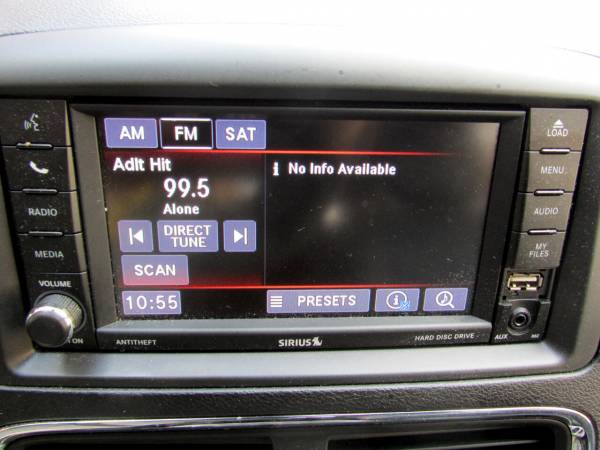 AM FM SAT
LOAD
Adlt Hit
i No Info Available
99.5
MENU
Alone
RADIO
DIRECT TUNE
AUDIO
MEDIA
SCAN
MY FILES
VOLUME
10:55
PRESETS
i
ON
ANTITHEFT
SIRIUS
HARD DISC DRIVE
AUX